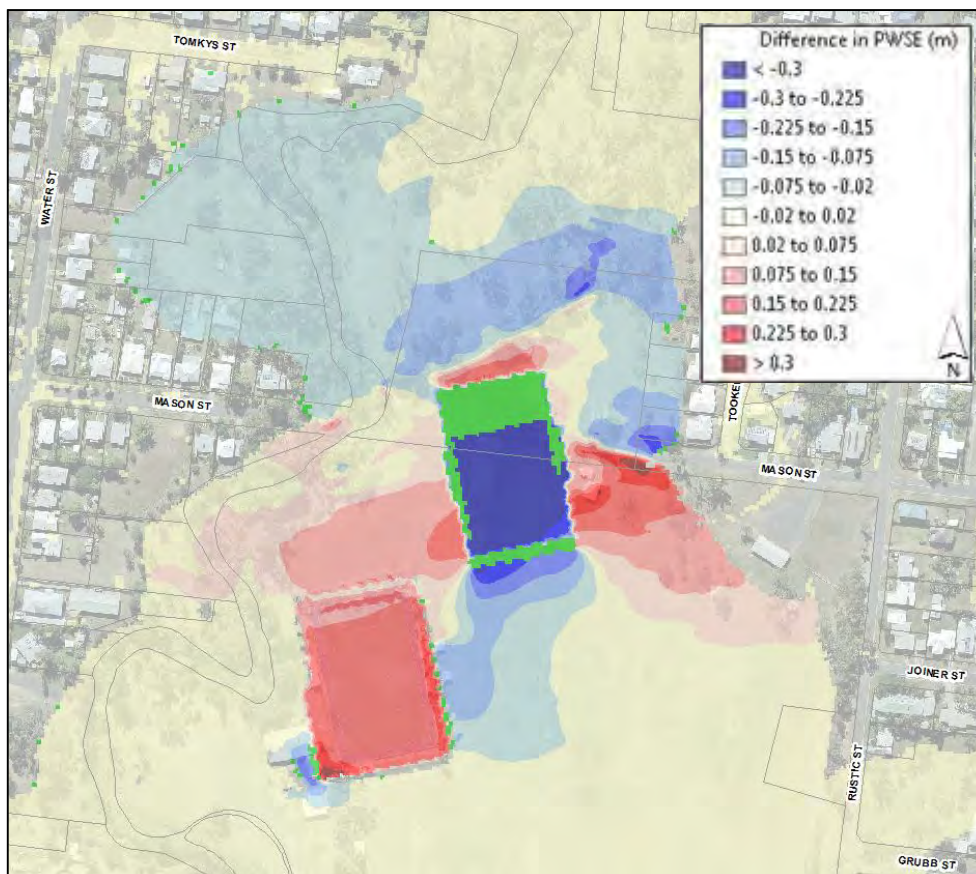 TOMKYS ST
WATER ST
MASON ST
Difference in PWSE (m)
< -0.3
-0.3 to -0.225
-0.225 to -0.15
-0.15 to -0.075
-0.075 to -0.02
-0.02 to 0.02
0.02 to 0.075
0.075 to 0.15
0.15 to 0.225
0.225 to 0.3
> 0.3
N
MASON ST
JOINER ST
RUSTIC ST
GRUBB ST